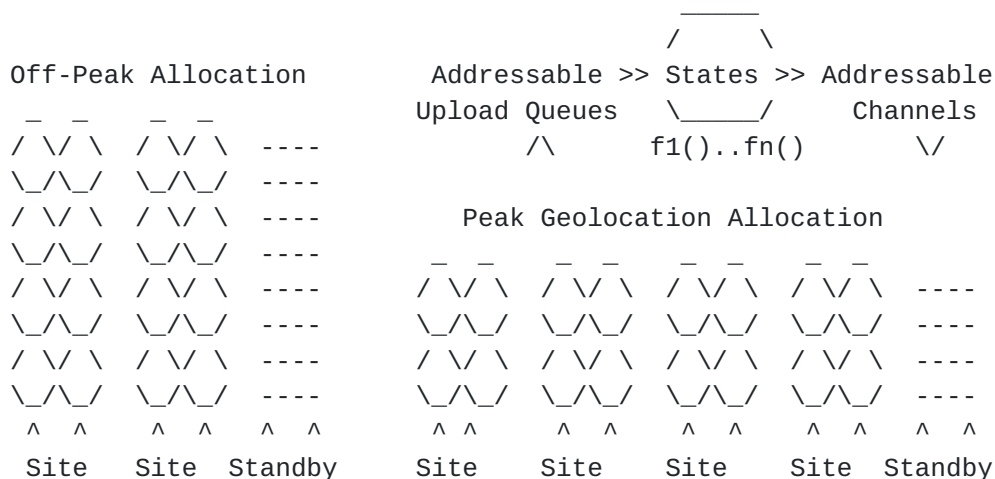 Off-Peak Allocation
Addressable >> States >> Addressable
Upload Queues
Channels
f1()..fn()
----
----
----
Peak Geolocation Allocation
----
----
----
----
----
----
----
----
----
^ ^ ^ ^ ^ ^
^ ^ ^ ^ ^ ^ ^ ^ ^ ^
Site Site Standby
Site Site Site Site Standby